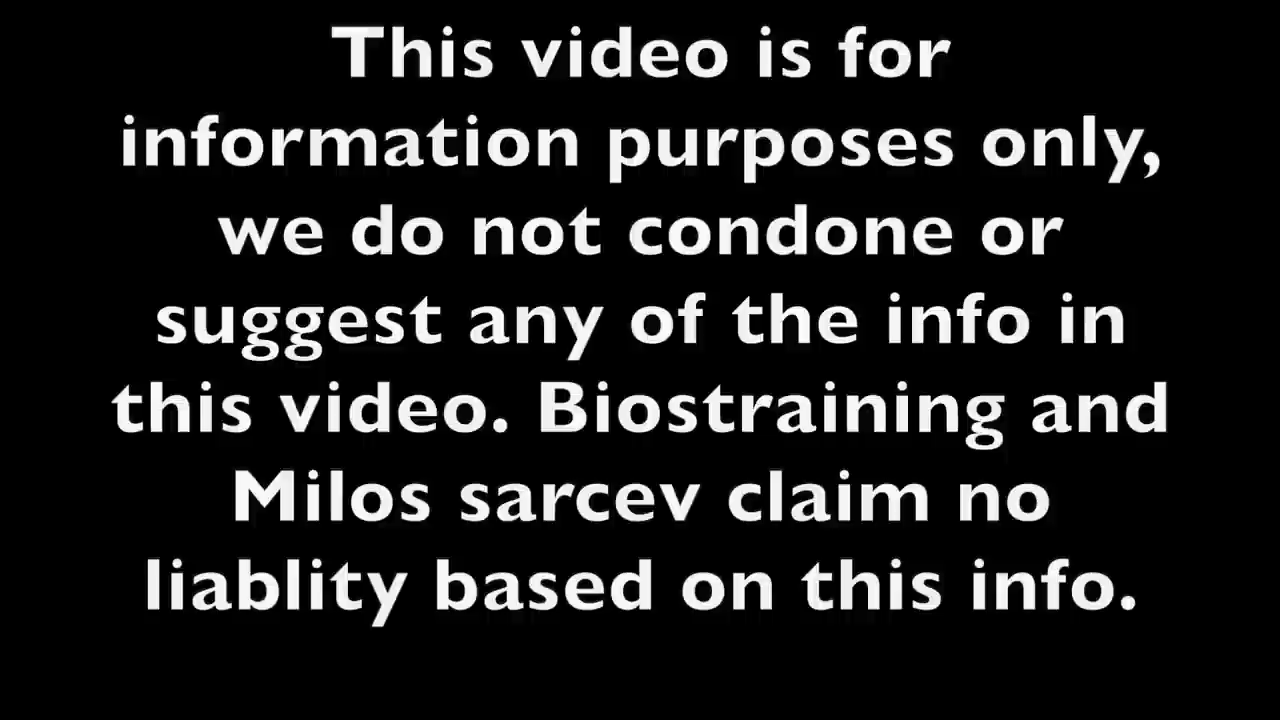 This video is for
information purposes only,
we do not condone or
suggest any of the info in
this video. Biostraining and
Milos sarcev claim no
liablity based on this info.